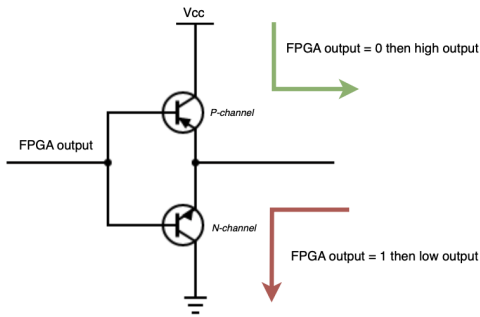 Vcc
FPGA output = 0 then high output
P-channel
FPGA output
N-channel
FPGA output = 1 then low output